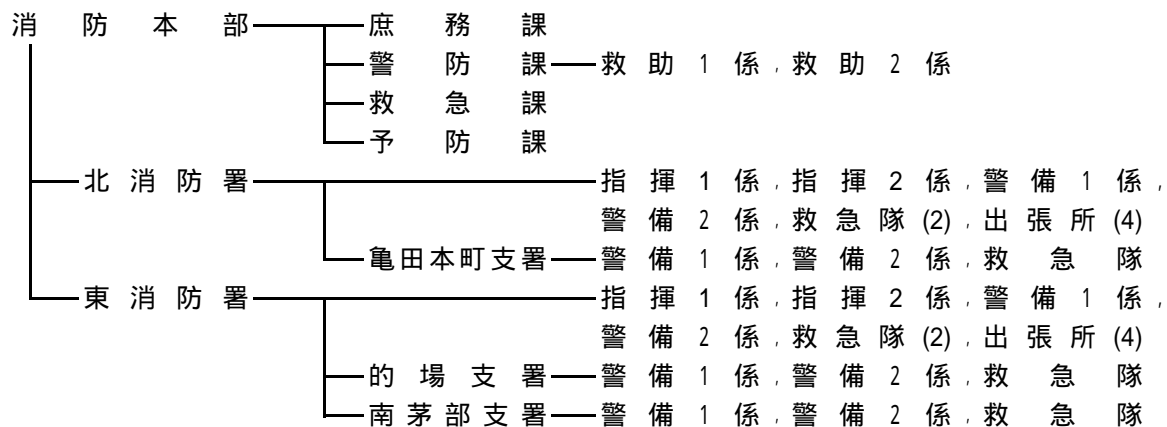 消防本部 庶務課
警防課 救助1係，救助2係
救急課
予防課
北消防署 指揮1係，指揮2係，警備1係，
警備2係，救急隊(2)，出張所(4)
亀田本町支署 警備1係，警備2係，救急隊
東消防署 指揮1係，指揮2係，警備1係，
警備2係，救急隊(2)，出張所(4)
的場支署 警備1係，警備2係，救急隊
南茅部支署 警備1係，警備2係，救急隊